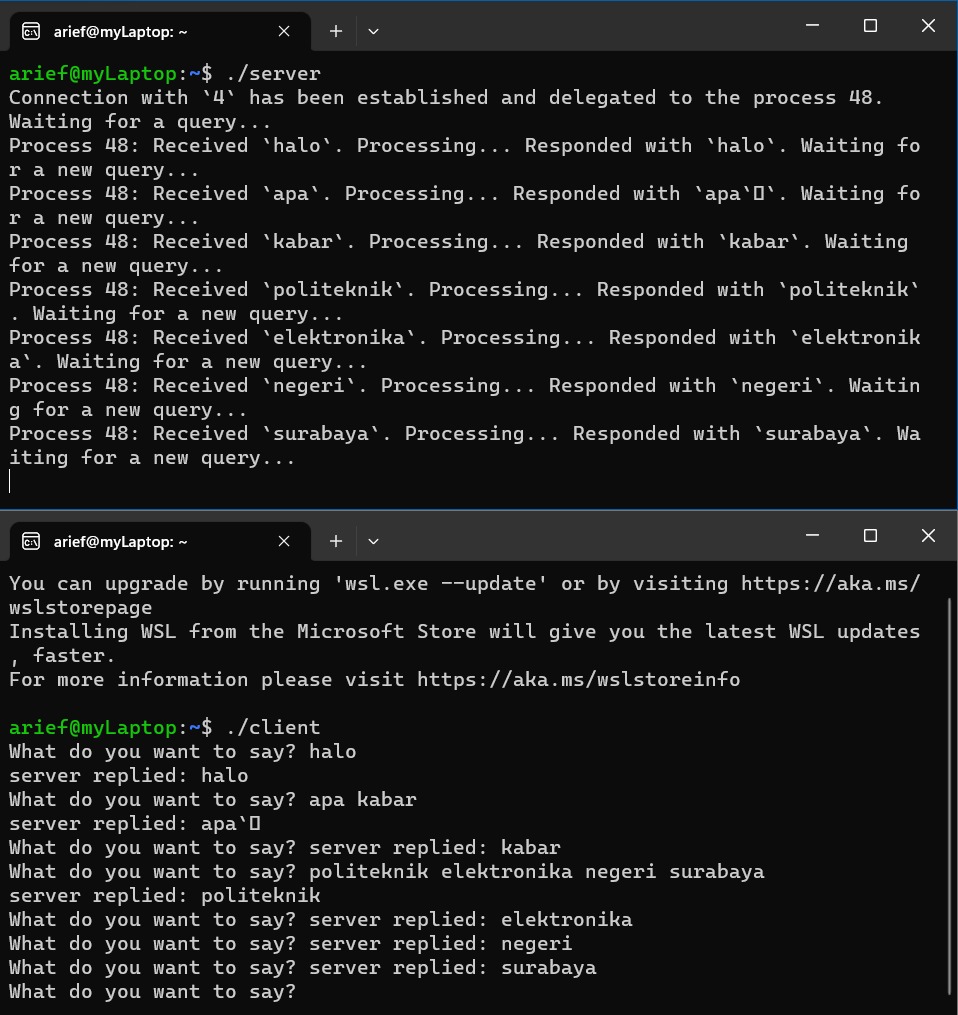 arief@myLaptop: ~
arief@myLaptop:~$ ./server
Connection with `4` has been established and delegated to the process 48.
Waiting for a query...
Process 48: Received `halo`. Processing... Responded with `halo`. Waiting fo
r a new query...
Process 48: Received `apa`. Processing... Responded with `apa`▯`. Waiting fo
r a new query...
Process 48: Received `kabar`. Processing... Responded with `kabar`. Waiting
for a new query...
Process 48: Received `politeknik`. Processing... Responded with `politeknik`
. Waiting for a new query...
Process 48: Received `elektronika`. Processing... Responded with `elektronik
a`. Waiting for a new query...
Process 48: Received `negeri`. Processing... Responded with `negeri`. Waitin
g for a new query...
Process 48: Received `surabaya`. Processing... Responded with `surabaya`. Wa
iting for a new query...
arief@myLaptop: ~
You can upgrade by running 'wsl.exe --update' or by visiting https://aka.ms/
wslstorepage
Installing WSL from the Microsoft Store will give you the latest WSL updates
, faster.
For more information please visit https://aka.ms/wslstoreinfo
arief@myLaptop:~$ ./client
What do you want to say? halo
server replied: halo
What do you want to say? apa kabar
server replied: apa`▯
What do you want to say? server replied: kabar
What do you want to say? politeknik elektronika negeri surabaya
server replied: politeknik
What do you want to say? server replied: elektronika
What do you want to say? server replied: negeri
What do you want to say? server replied: surabaya
What do you want to say?